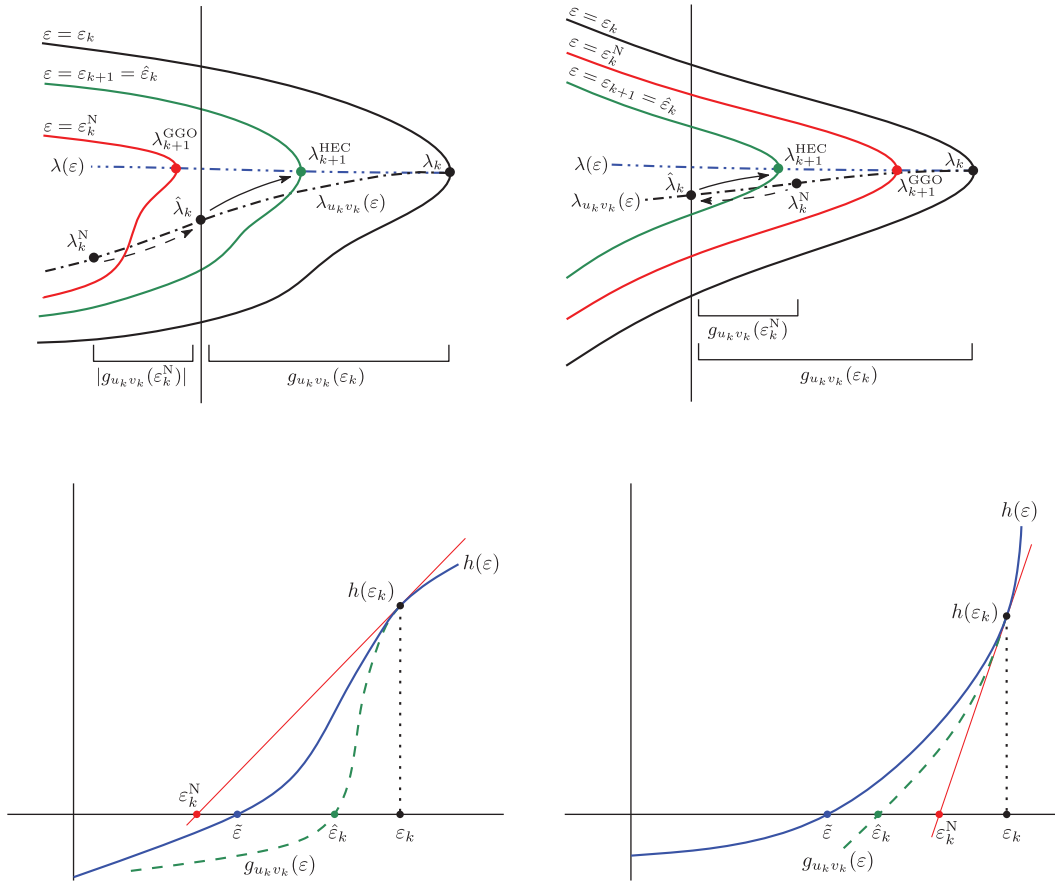 ε = ε_k
ε = ε_{k+1} = ε̂_k
ε = ε_k^N
λ_{k+1}^{GGO}
λ_{k+1}^{HEC}
λ_k
λ(ε)
λ̂_k
λ_{u_k v_k}(ε)
λ_k^N
|g_{u_k v_k}(ε_k^N)|
g_{u_k v_k}(ε_k)
ε = ε_k
ε = ε_k^N
ε = ε_{k+1} = ε̂_k
λ_{k+1}^{HEC}
λ_k
λ(ε)
λ̂_k
λ_{k+1}^{GGO}
λ_{u_k v_k}(ε)
λ_k^N
g_{u_k v_k}(ε_k^N)
g_{u_k v_k}(ε_k)
h(ε_k)
h(ε)
ε_k^N
ε̃
ε̂_k
ε_k
g_{u_k v_k}(ε)
h(ε)
h(ε_k)
ε̃
ε̂_k
ε_k^N
ε_k
g_{u_k v_k}(ε)